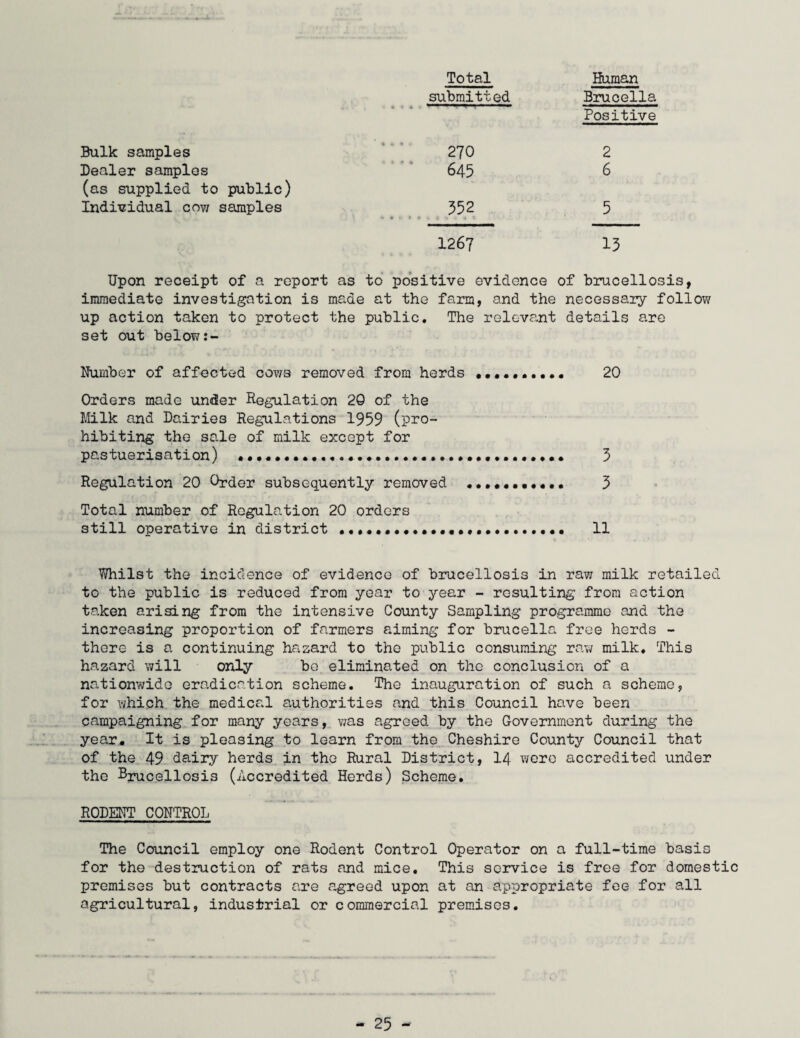 Total Human
submitted Brucella
Positive
Bulk samples 270 2
Dealer samples 645 6
(as supplied to public)
Individual cow samples 352 5
1267 13
Upon receipt of a report as to positive evidence of brucellosis,
immediate investigation is made at the farm, and the necessary follow
up action taken to protect the public. The relevant details are
set out below:-
Number of affected cows removed from herds .......... 20
Orders made under Regulation 20 of the
Milk and Dairies Regulations 1959 (pro-
hibiting the sale of milk except for
pastuerisation) .................................... 3
Regulation 20 Order subsequently removed ........... 3
Total number of Regulation 20 orders
still operative in district ......................... 11
Whilst the incidence of evidence of brucellosis in raw milk retailed
to the public is reduced from year to year - resulting from action
taken arising from the intensive County Sampling programme and the
increasing proportion of farmers aiming for brucella free herds -
there is a continuing hazard to the public consuming raw milk. This
hazard will only be eliminated on the conclusion of a
nationwide eradication scheme. The inauguration of such a scheme,
for which the medical authorities and this Council have been
campaigning for many years, was agreed by the Government during the
year. It is pleasing to learn from the Cheshire County Council that
of the 49 dairy herds in the Rural District, 14 were accredited under
the Brucellosis (Accredited Herds) Scheme.
RODENT CONTROL
The Council employ one Rodent Control Operator on a full-time basis
for the destruction of rats and mice. This service is free for domestic
premises but contracts are agreed upon at an appropriate fee for all
agricultural, industrial or commercial premises.
- 25 -